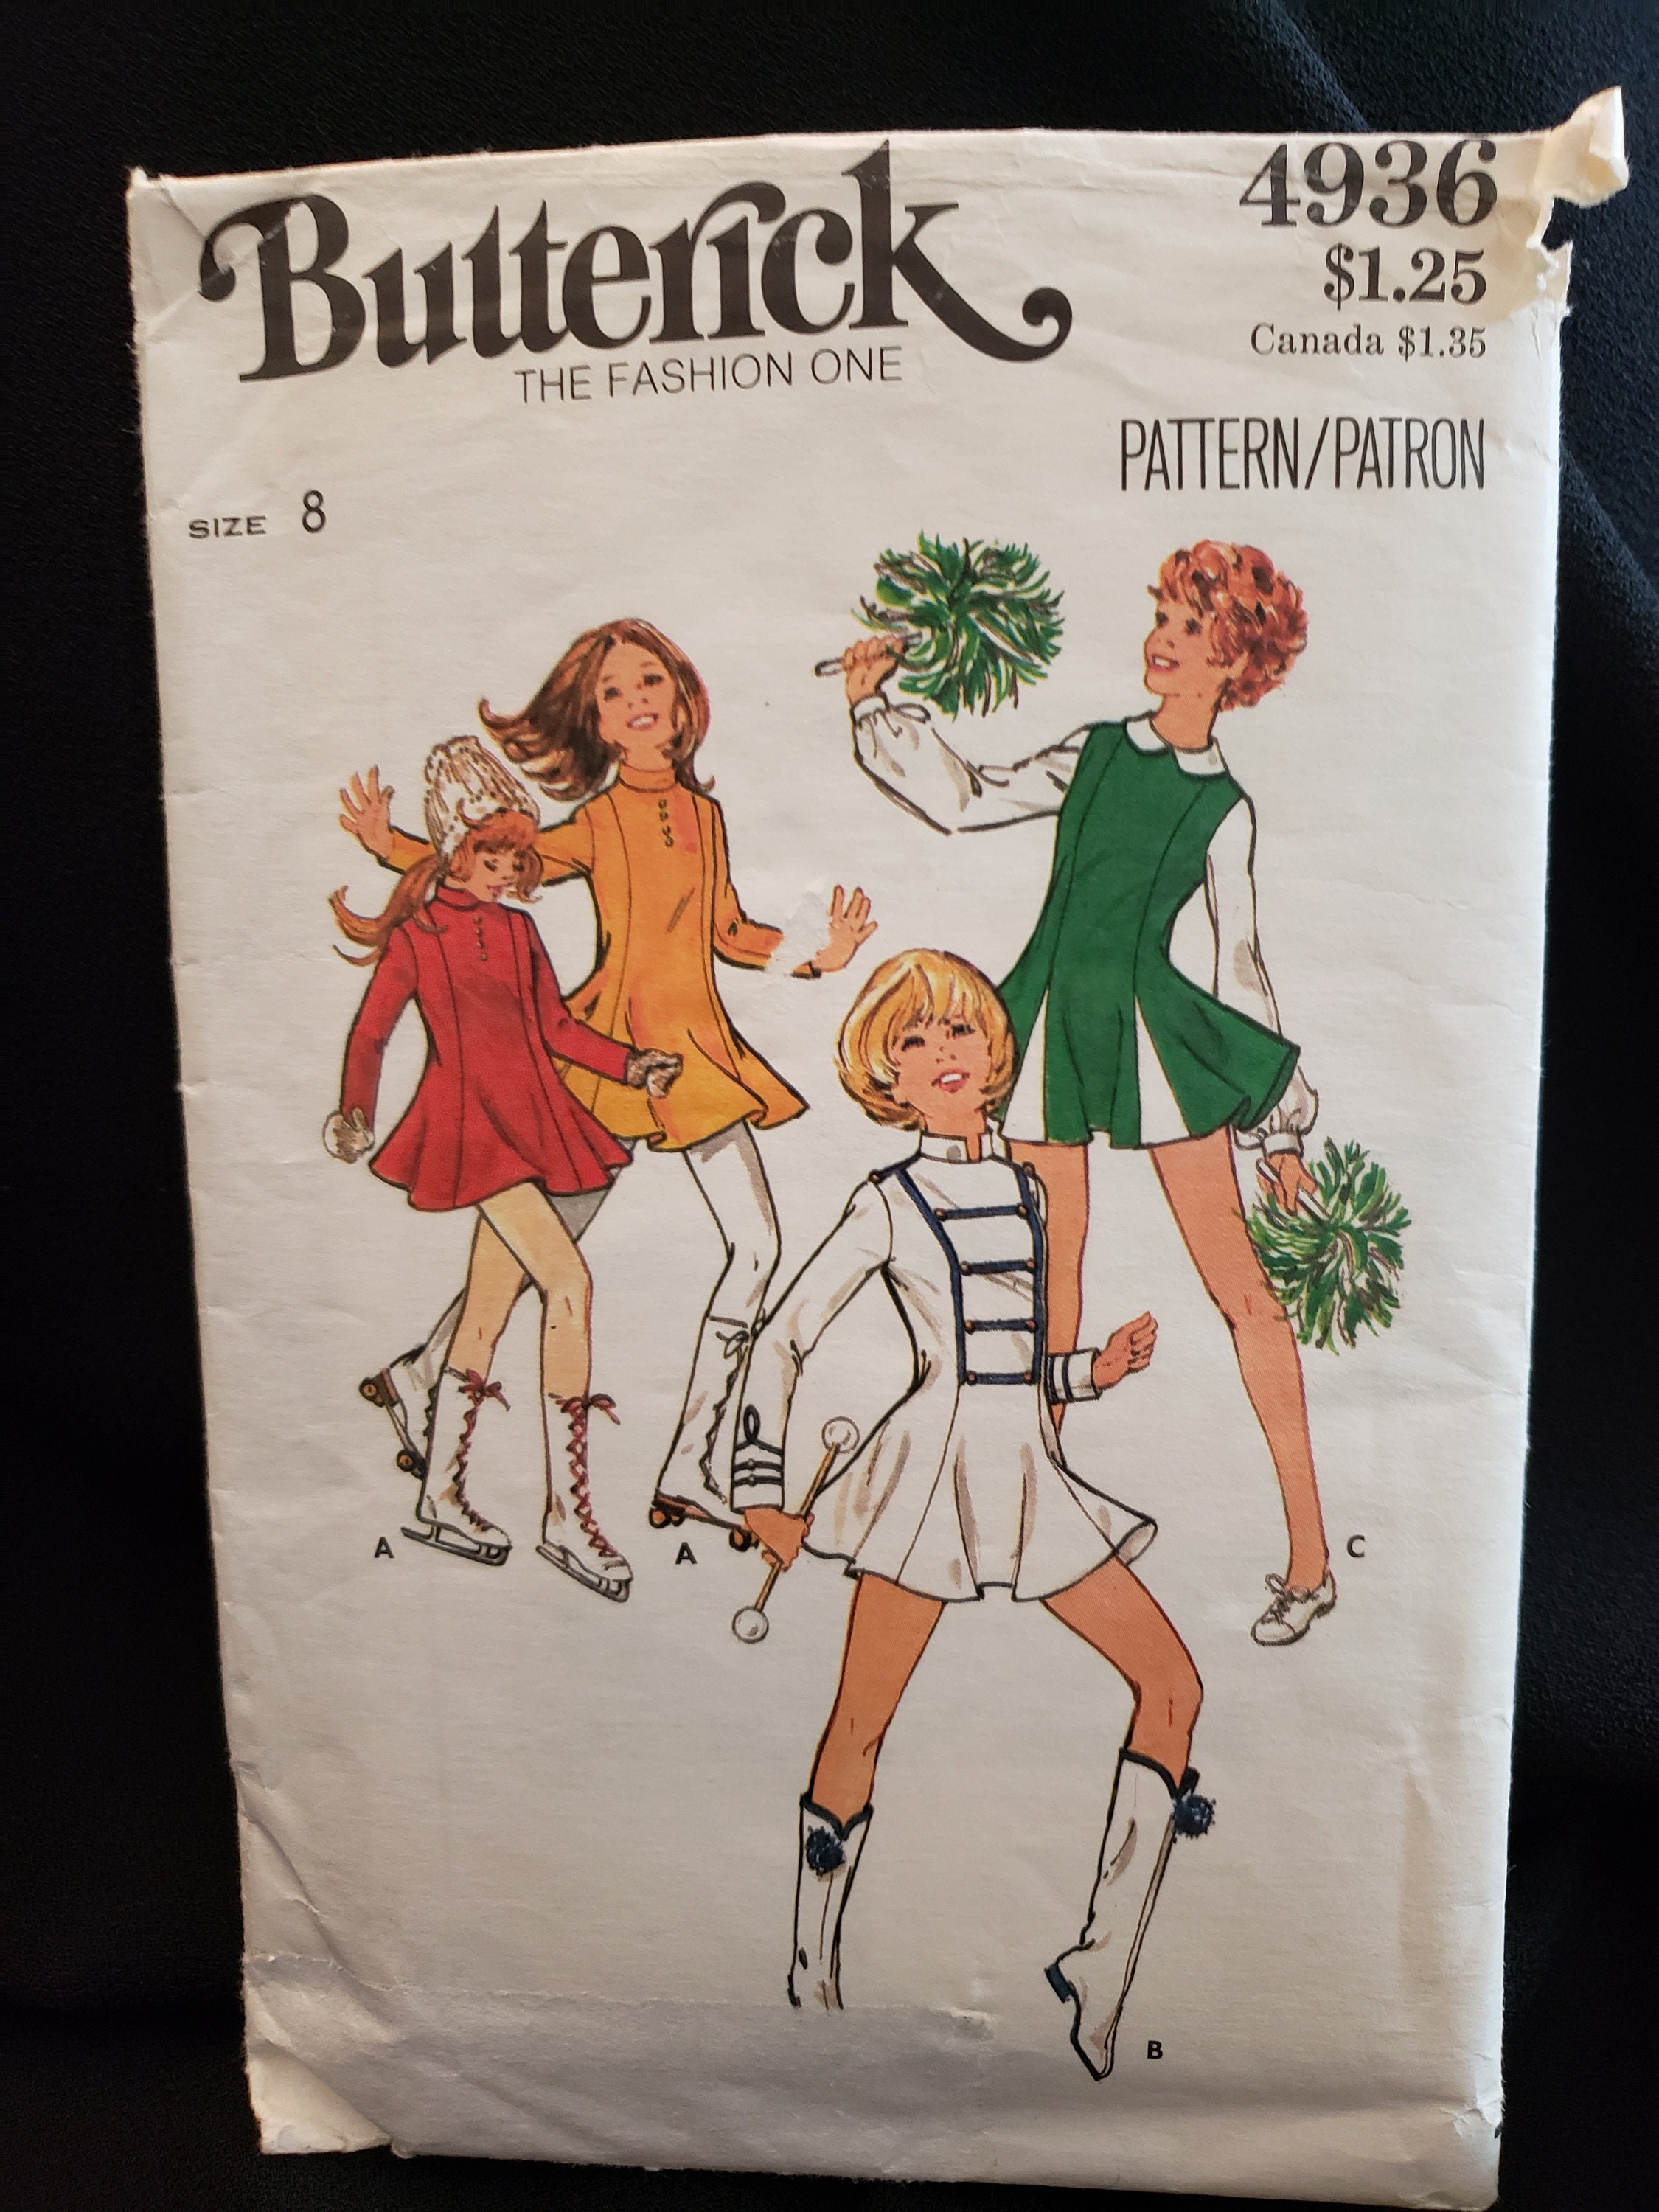 Butterick
THE FASHION ONE
4936
$1.25
Canada $1.35
PATTERN/PATRON
SIZE 8
A
A
C
B